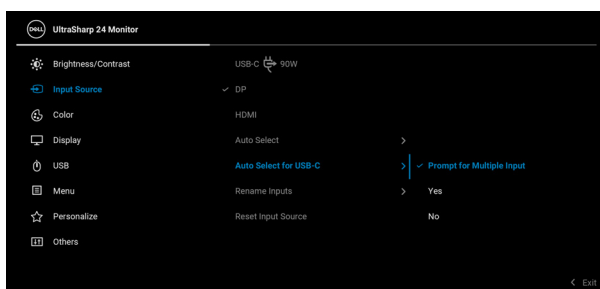 DELL UltraSharp 24 Monitor
Brightness/Contrast
USB-C 90W
Input Source
DP
Color
HDMI
Display
Auto Select
USB
Auto Select for USB-C
Prompt for Multiple Input
Menu
Rename Inputs
Yes
Personalize
Reset Input Source
No
Others
Exit